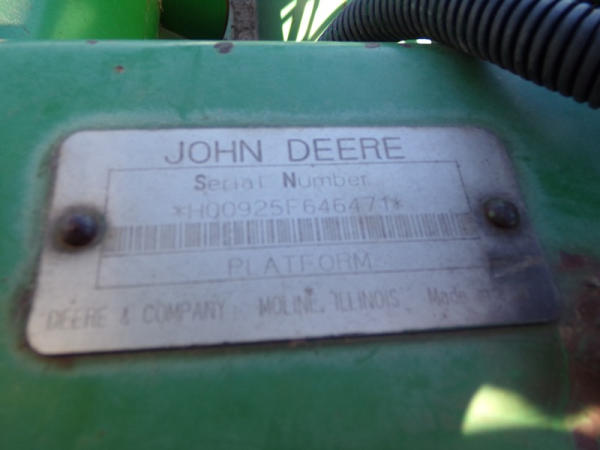 JOHN DEERE
Serial Number
*H00925F646471*
PLATFORM
DEERE & COMPANY MOLINE, ILLINOIS Made